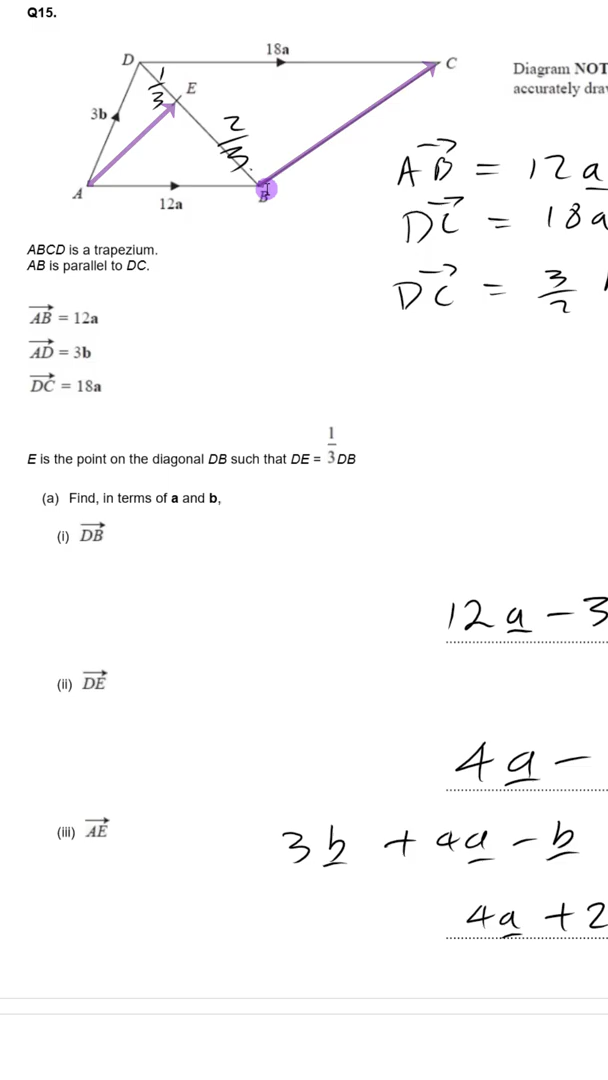 Q15.
18a
D
C
1/3
E
Diagram NOT
accurately
3b
2/3
AB→ = 12a
A
B
12a
DC→ = 18a
ABCD is a trapezium.
AB is parallel to DC.
DC→ = 3/2
AB→ = 12a
AD→ = 3b
DC→ = 18a
E is the point on the diagonal DB such that DE = 1/3 DB
(a) Find, in terms of a and b,
(i) DB→
12a − 3
(ii) DE→
4a −
(iii) AE→
3b + 4a − b
4a + 2